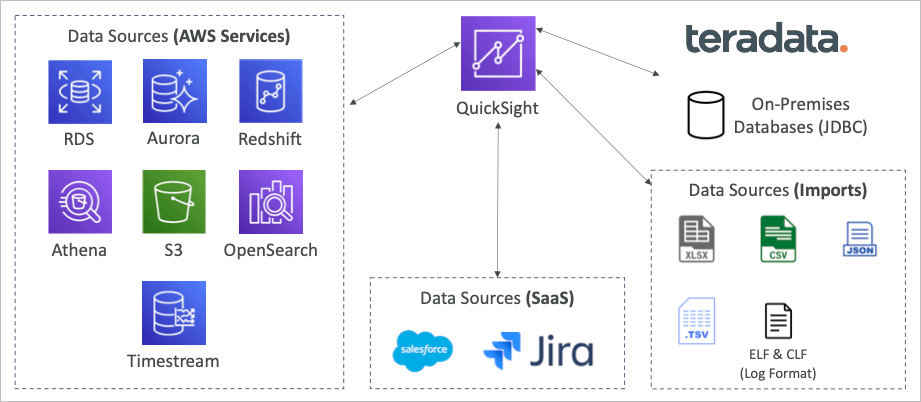 Data Sources (AWS Services)
RDS
Aurora
Redshift
Athena
S3
OpenSearch
Timestream
QuickSight
teradata.
On-Premises
Databases (JDBC)
Data Sources (SaaS)
salesforce
Jira
Data Sources (Imports)
XLSX
CSV
JSON
.TSV
ELF & CLF
(Log Format)